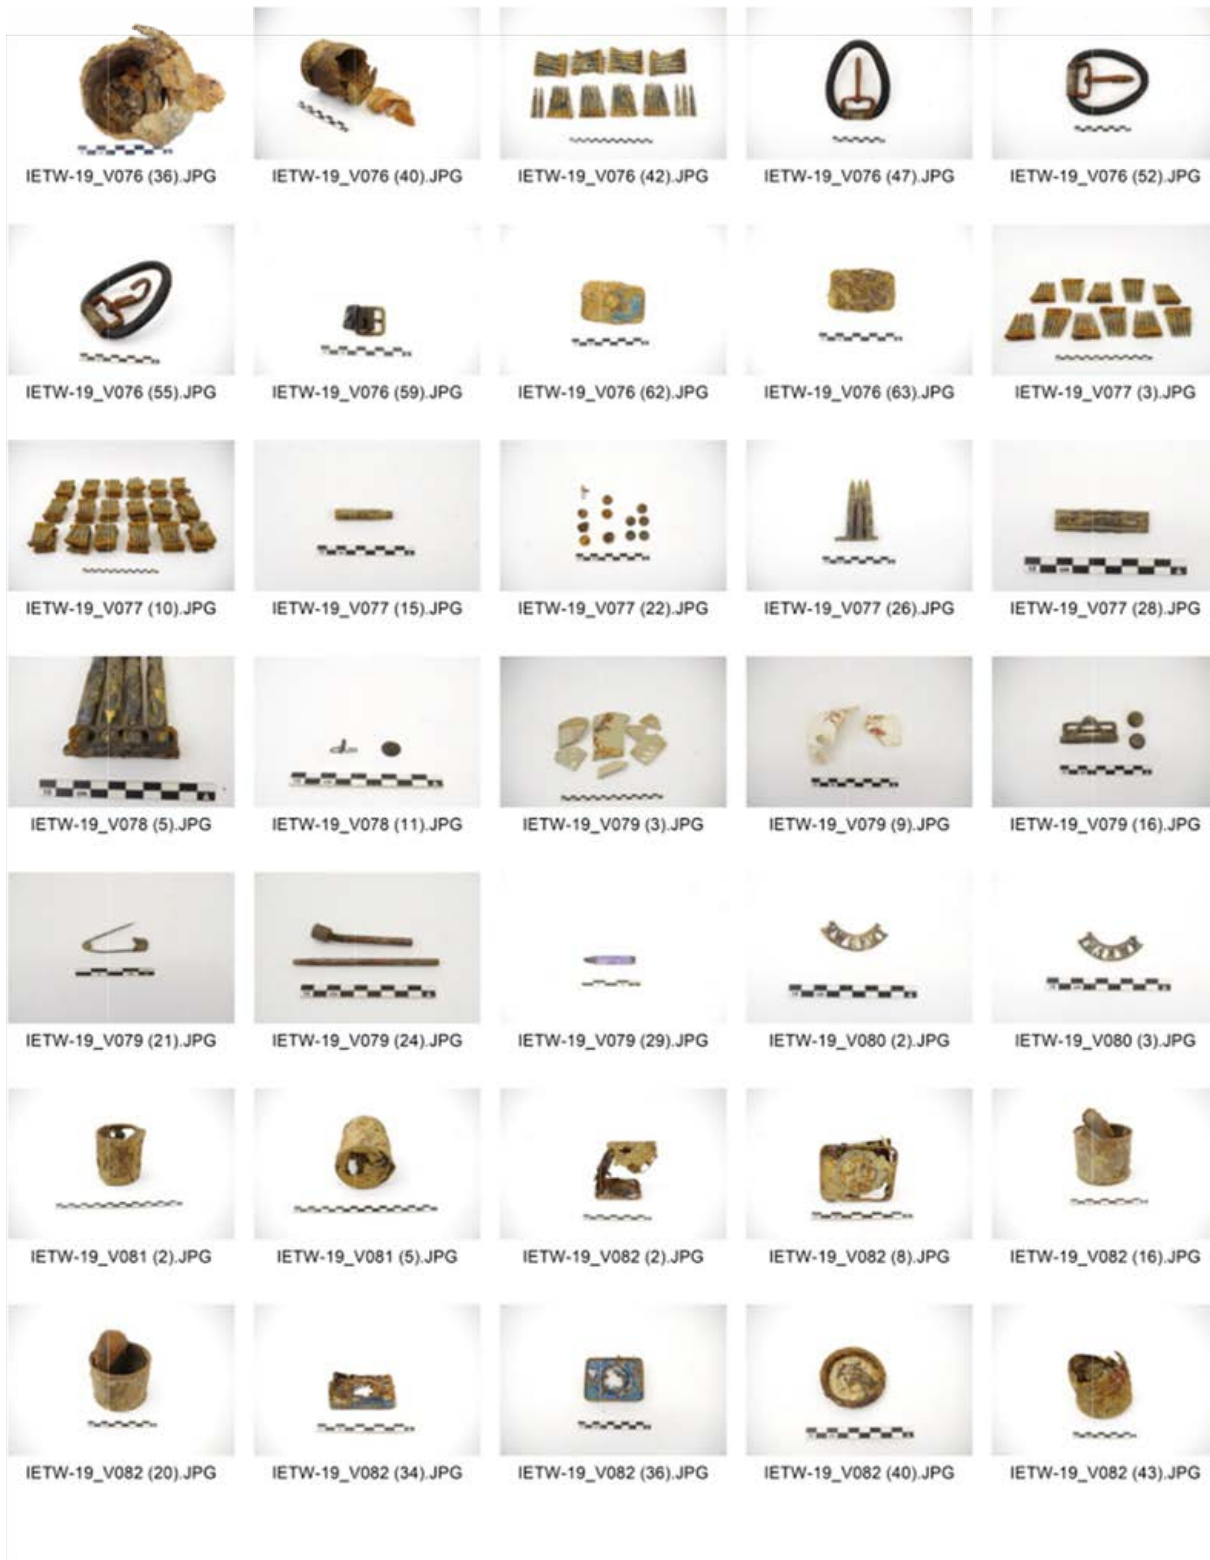 IETW-19_V076 (36).JPG
IETW-19_V076 (40).JPG
IETW-19_V076 (42).JPG
IETW-19_V076 (47).JPG
IETW-19_V076 (52).JPG
IETW-19_V076 (55).JPG
IETW-19_V076 (59).JPG
IETW-19_V076 (62).JPG
IETW-19_V076 (63).JPG
IETW-19_V077 (3).JPG
IETW-19_V077 (10).JPG
IETW-19_V077 (15).JPG
IETW-19_V077 (22).JPG
IETW-19_V077 (26).JPG
IETW-19_V077 (28).JPG
IETW-19_V078 (5).JPG
IETW-19_V078 (11).JPG
IETW-19_V079 (3).JPG
IETW-19_V079 (9).JPG
IETW-19_V079 (16).JPG
IETW-19_V079 (21).JPG
IETW-19_V079 (24).JPG
IETW-19_V079 (29).JPG
IETW-19_V080 (2).JPG
IETW-19_V080 (3).JPG
IETW-19_V081 (2).JPG
IETW-19_V081 (5).JPG
IETW-19_V082 (2).JPG
IETW-19_V082 (8).JPG
IETW-19_V082 (16).JPG
IETW-19_V082 (20).JPG
IETW-19_V082 (34).JPG
IETW-19_V082 (36).JPG
IETW-19_V082 (40).JPG
IETW-19_V082 (43).JPG